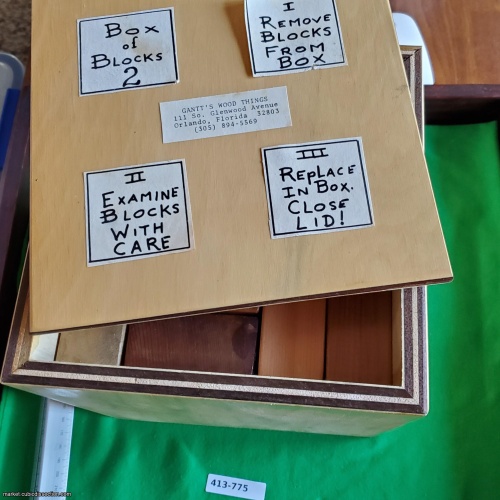 Box
of
BLOCKS
2
I
REMOVE
BLOCKS
FROM
BOX
GANTT'S WOOD THINGS
111 So. Glenwood Avenue
Orlando, Florida 32803
(305) 894-5569
II
EXAMINE
BLOCKS
WITH
CARE
III
REPLACE
IN BOX.
CLOSE
LID!
413-775